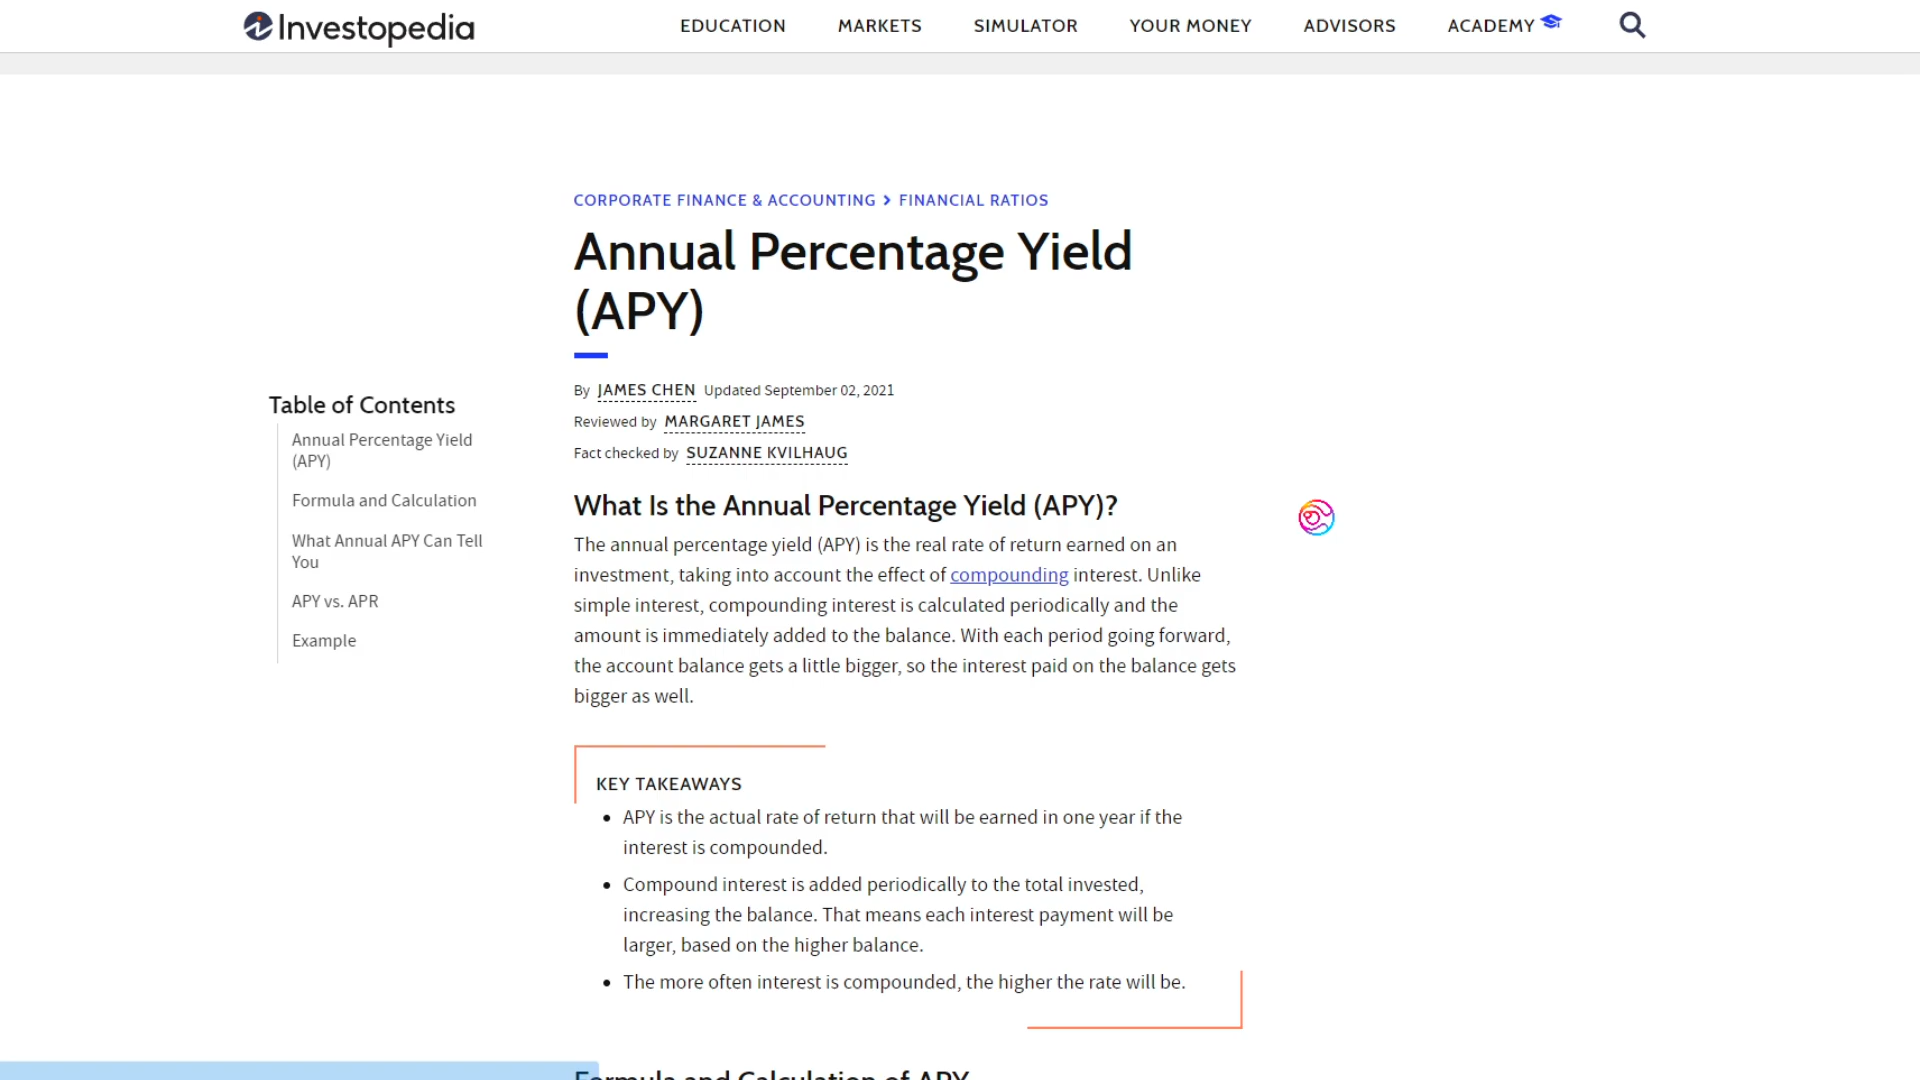 Investopedia
EDUCATION MARKETS SIMULATOR YOUR MONEY ADVISORS ACADEMY
CORPORATE FINANCE & ACCOUNTING > FINANCIAL RATIOS
Annual Percentage Yield
(APY)
By JAMES CHEN Updated September 02, 2021
Reviewed by MARGARET JAMES
Fact checked by SUZANNE KVILHAUG
Table of Contents
Annual Percentage Yield
(APY)
Formula and Calculation
What Annual APY Can Tell
You
APY vs. APR
Example
What Is the Annual Percentage Yield (APY)?
The annual percentage yield (APY) is the real rate of return earned on an
investment, taking into account the effect of compounding interest. Unlike
simple interest, compounding interest is calculated periodically and the
amount is immediately added to the balance. With each period going forward,
the account balance gets a little bigger, so the interest paid on the balance gets
bigger as well.
KEY TAKEAWAYS
• APY is the actual rate of return that will be earned in one year if the
interest is compounded.
• Compound interest is added periodically to the total invested,
increasing the balance. That means each interest payment will be
larger, based on the higher balance.
• The more often interest is compounded, the higher the rate will be.
Formula and Calculation of APY